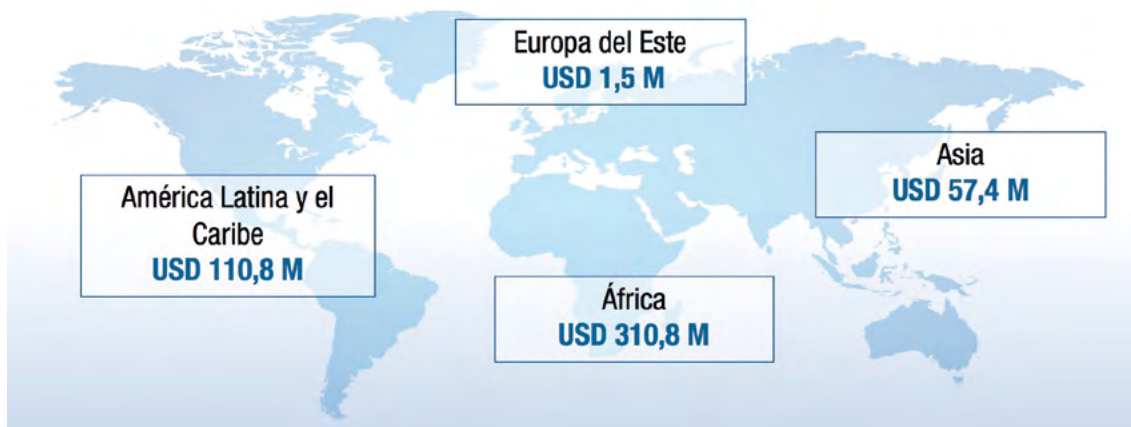 Europa del Este
USD 1,5 M
Asia
USD 57,4 M
América Latina y el
Caribe
USD 110,8 M
África
USD 310,8 M